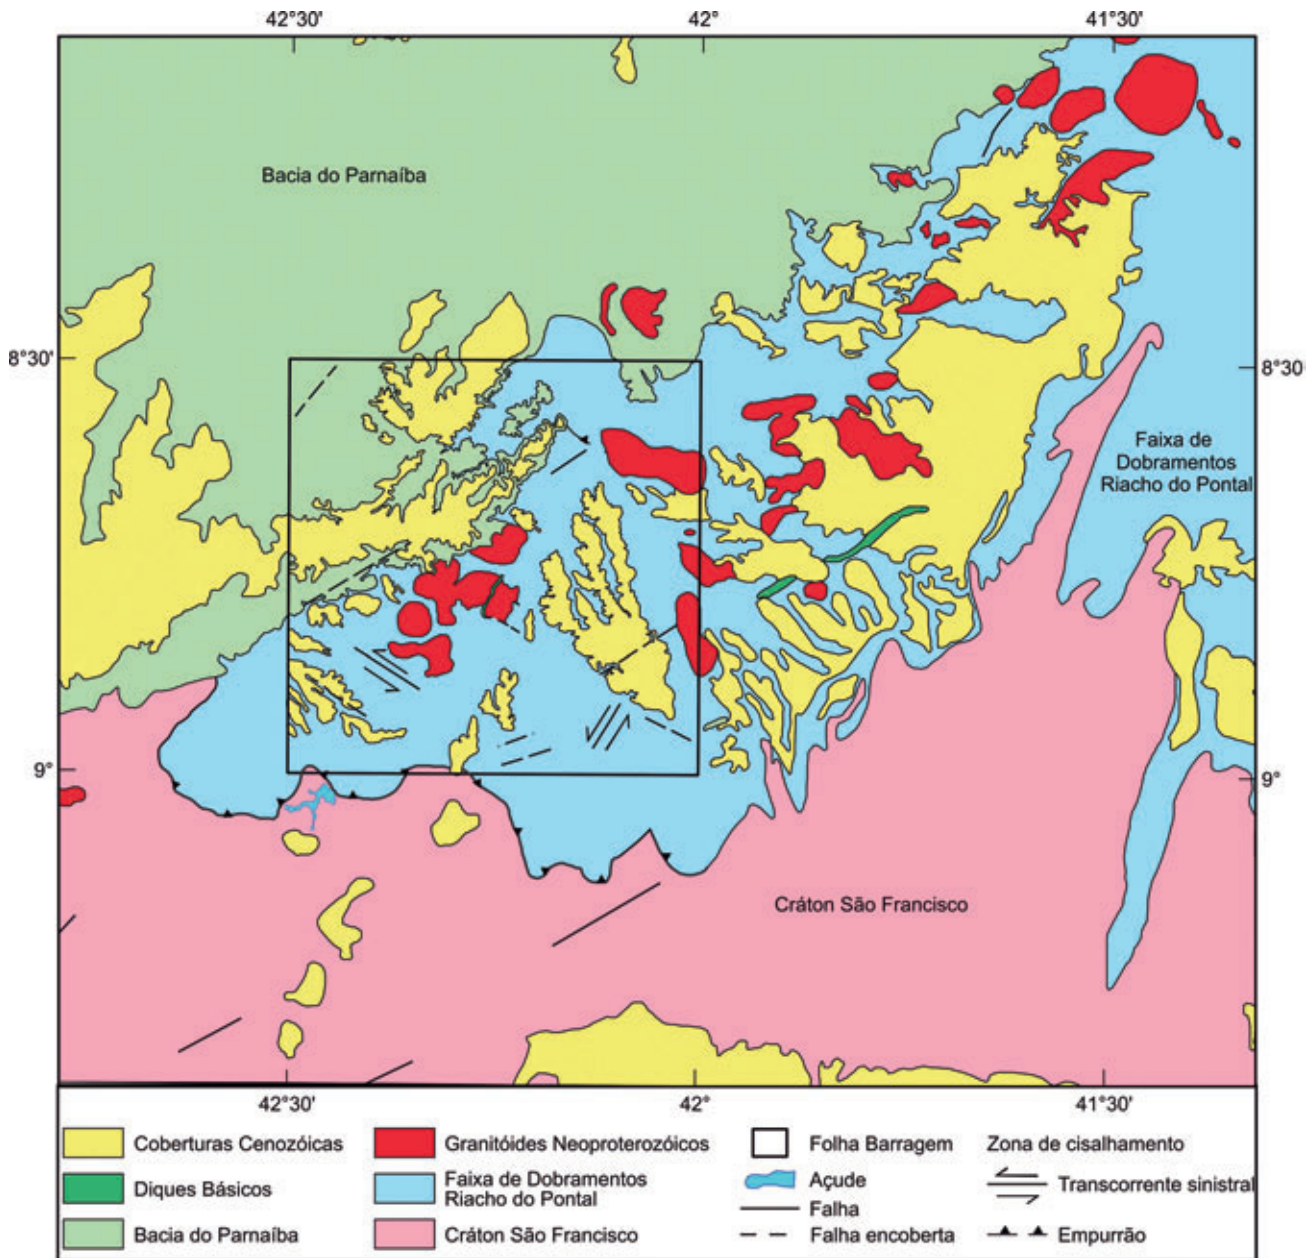 42°30'
42°
41°30'
Bacia do Parnaíba
8°30'
8°30'
Faixa de
Dobramentos
Riacho do Pontal
9°
9°
Cráton São Francisco
42°30'
42°
41°30'
Coberturas Cenozóicas
Diques Básicos
Bacia do Parnaíba
Granitóides Neoproterozóicos
Faixa de Dobramentos
Riacho do Pontal
Cráton São Francisco
Folha Barragem
Açude
Falha
Falha encoberta
Zona de cisalhamento
Transcorrente sinistral
Empurrão